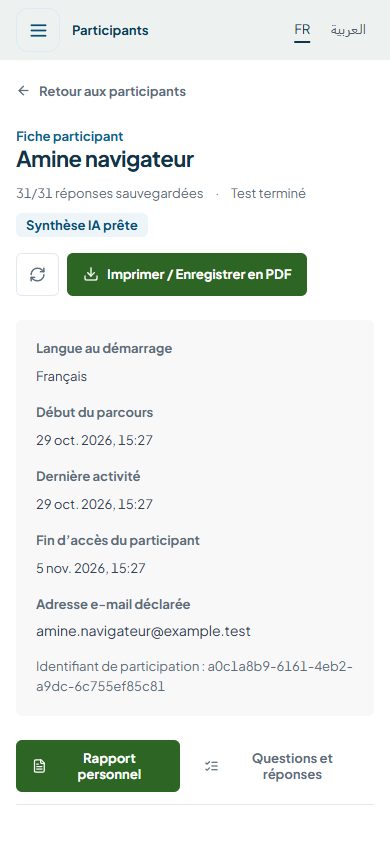 Participants
FR
العربية
Retour aux participants
Fiche participant
Amine navigateur
31/31 réponses sauvegardées · Test terminé
Synthèse IA prête
Imprimer / Enregistrer en PDF
Langue au démarrage
Français
Début du parcours
29 oct. 2026, 15:27
Dernière activité
29 oct. 2026, 15:27
Fin d’accès du participant
5 nov. 2026, 15:27
Adresse e-mail déclarée
amine.navigateur@example.test
Identifiant de participation : a0c1a8b9-6161-4eb2-
a9dc-6c755ef85c81
Rapport
personnel
Questions et
réponses